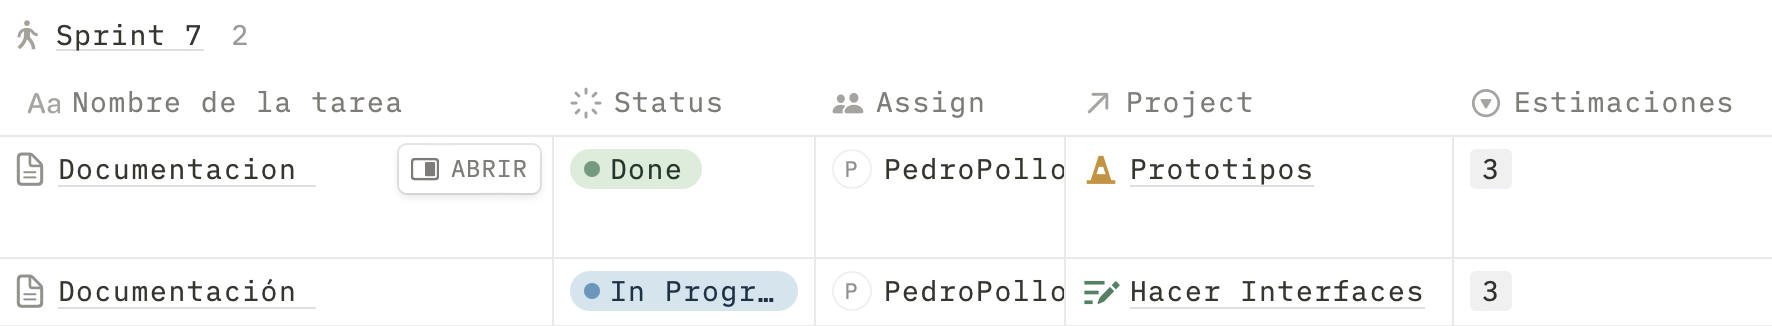 Sprint 7 2
Aa Nombre de la tarea Status Assign Project Estimaciones
Documentacion ABRIR Done P PedroPollo Prototipos 3
Documentación In Progr… P PedroPollo Hacer Interfaces 3